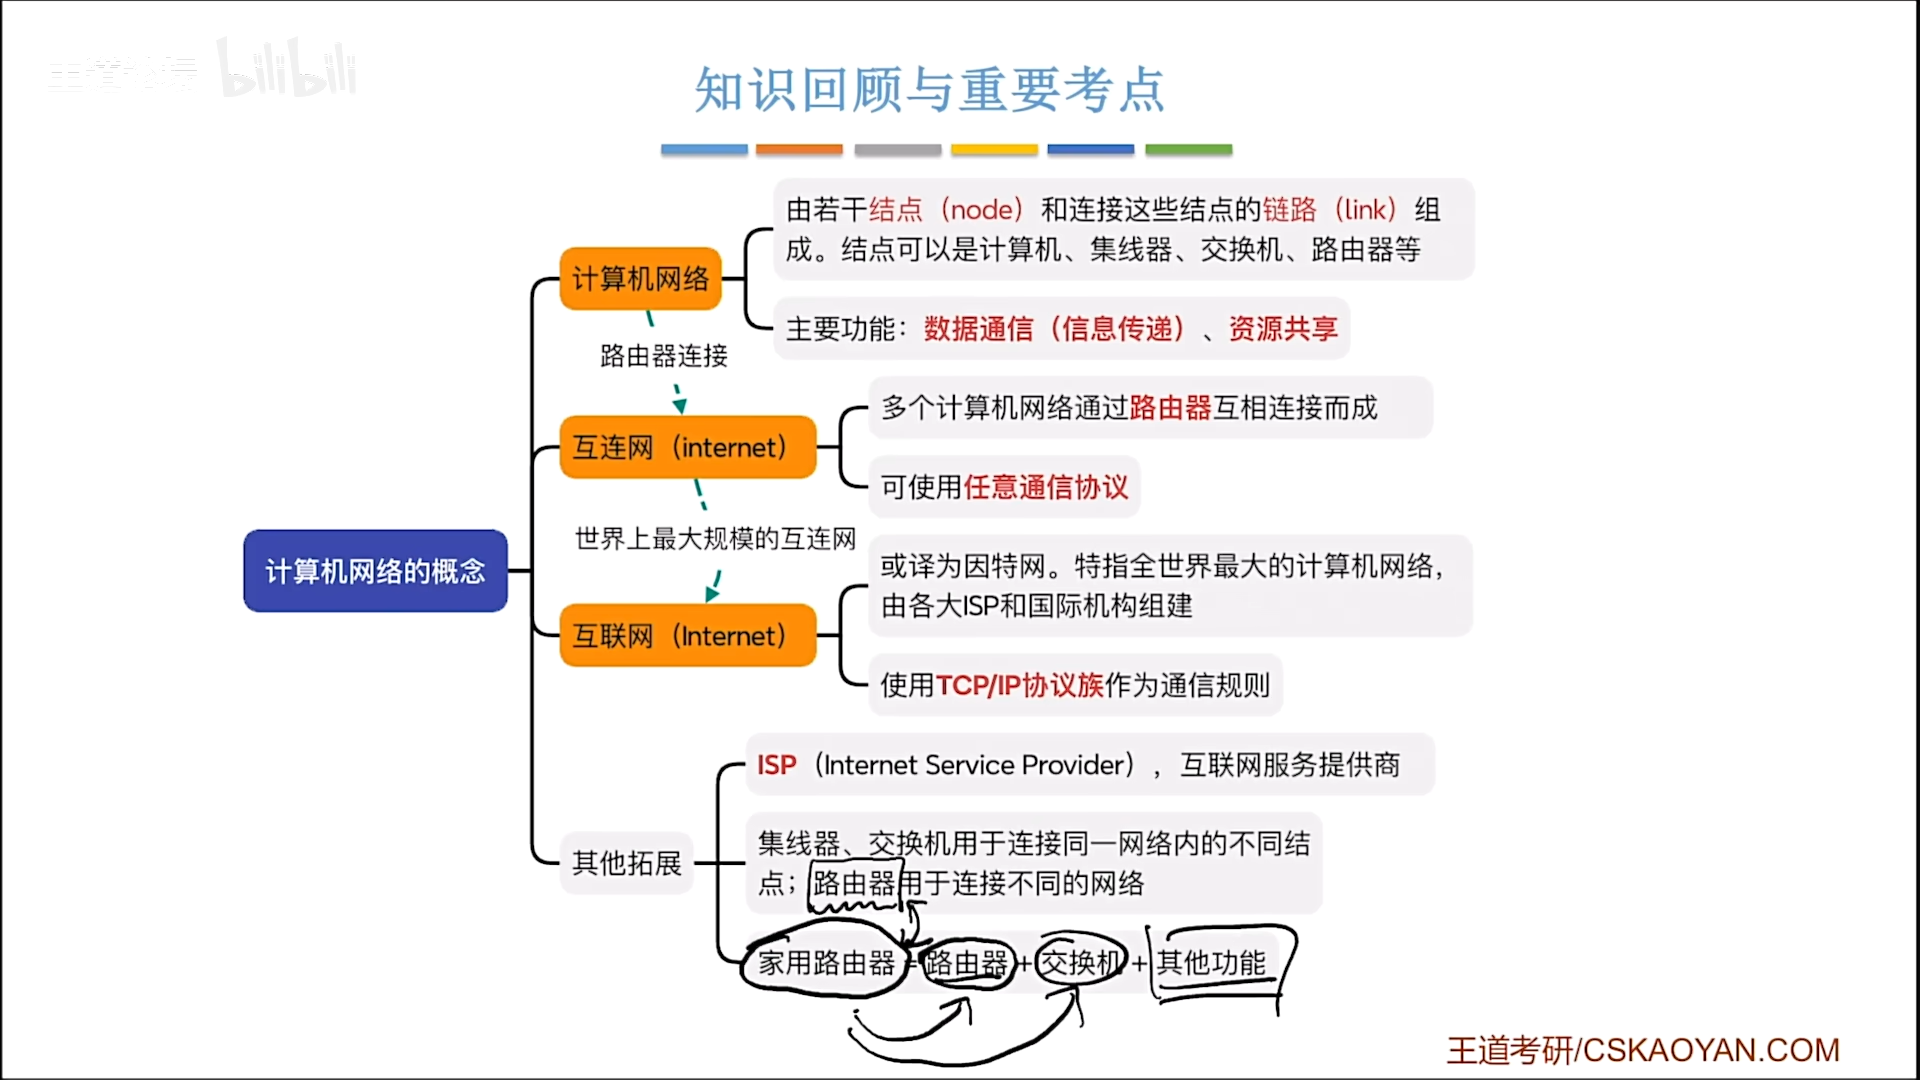 王道论坛 bilibili
知识回顾与重要考点
由若干结点（node）和连接这些结点的链路（link）组
成。结点可以是计算机、集线器、交换机、路由器等
计算机网络
主要功能：数据通信（信息传递）、资源共享
路由器连接
多个计算机网络通过路由器互相连接而成
互连网（internet）
可使用任意通信协议
世界上最大规模的互连网
或译为因特网。特指全世界最大的计算机网络，
由各大ISP和国际机构组建
计算机网络的概念
互联网（Internet）
使用TCP/IP协议族作为通信规则
ISP（Internet Service Provider），互联网服务提供商
集线器、交换机用于连接同一网络内的不同结
点；路由器用于连接不同的网络
其他拓展
家用路由器=路由器+交换机+其他功能
王道考研/CSKAOYAN.COM